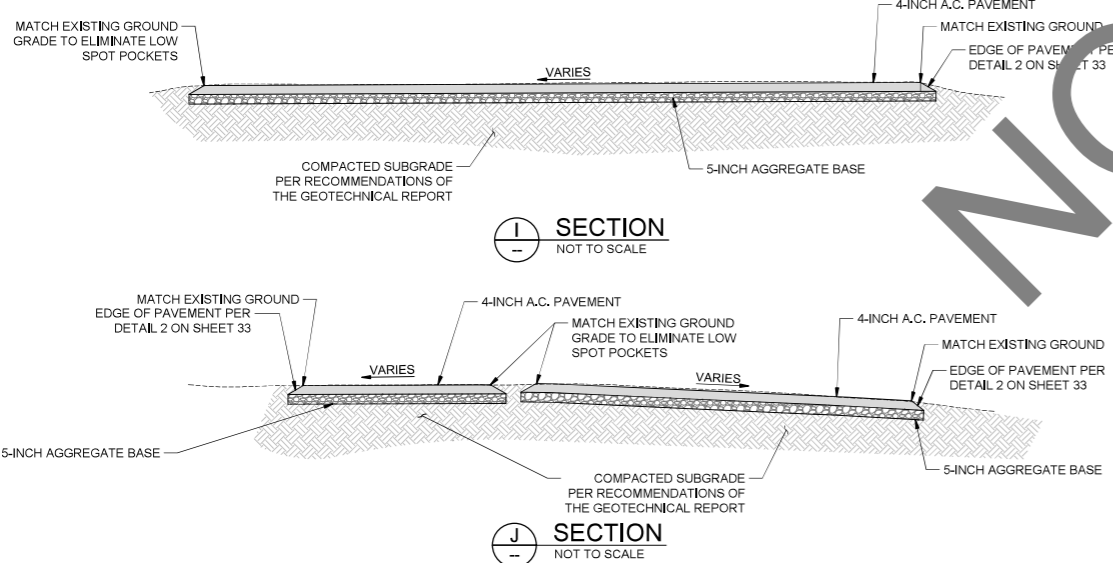 4-INCH A.C. PAVEMENT
MATCH EXISTING GROUND
GRADE TO ELIMINATE LOW
SPOT POCKETS
MATCH EXISTING GROUND
EDGE OF PAVEMENT PE
DETAIL 2 ON SHEET 33
VARIES
COMPACTED SUBGRADE
PER RECOMMENDATIONS OF
THE GEOTECHNICAL REPORT
5-INCH AGGREGATE BASE
I
--
SECTION
NOT TO SCALE
MATCH EXISTING GROUND
EDGE OF PAVEMENT PER
DETAIL 2 ON SHEET 33
4-INCH A.C. PAVEMENT
MATCH EXISTING GROUND
GRADE TO ELIMINATE LOW
SPOT POCKETS
4-INCH A.C. PAVEMENT
MATCH EXISTING GROUND
EDGE OF PAVEMENT PER
DETAIL 2 ON SHEET 33
VARIES
VARIES
5-INCH AGGREGATE BASE
5-INCH AGGREGATE BASE
COMPACTED SUBGRADE
PER RECOMMENDATIONS OF
THE GEOTECHNICAL REPORT
J
--
SECTION
NOT TO SCALE